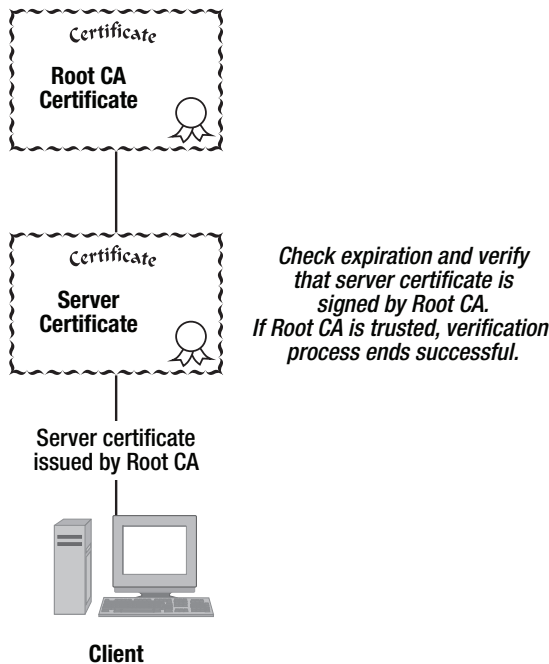 Certificate
Root CA
Certificate
Certificate
Server
Certificate
Check expiration and verify
that server certificate is
signed by Root CA.
If Root CA is trusted, verification
process ends successful.
Server certificate
issued by Root CA
Client